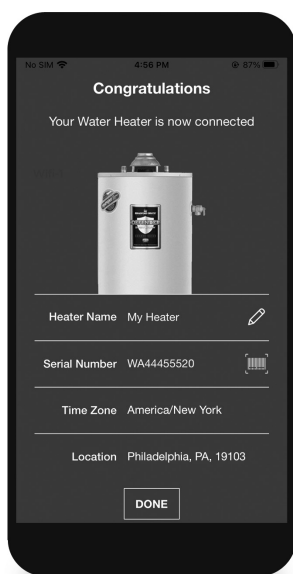 No SIM 4:56 PM 87%
Congratulations
Your Water Heater is now connected
Heater Name My Heater
Serial Number WA44455520
Time Zone America/New York
Location Philadelphia, PA, 19103
DONE